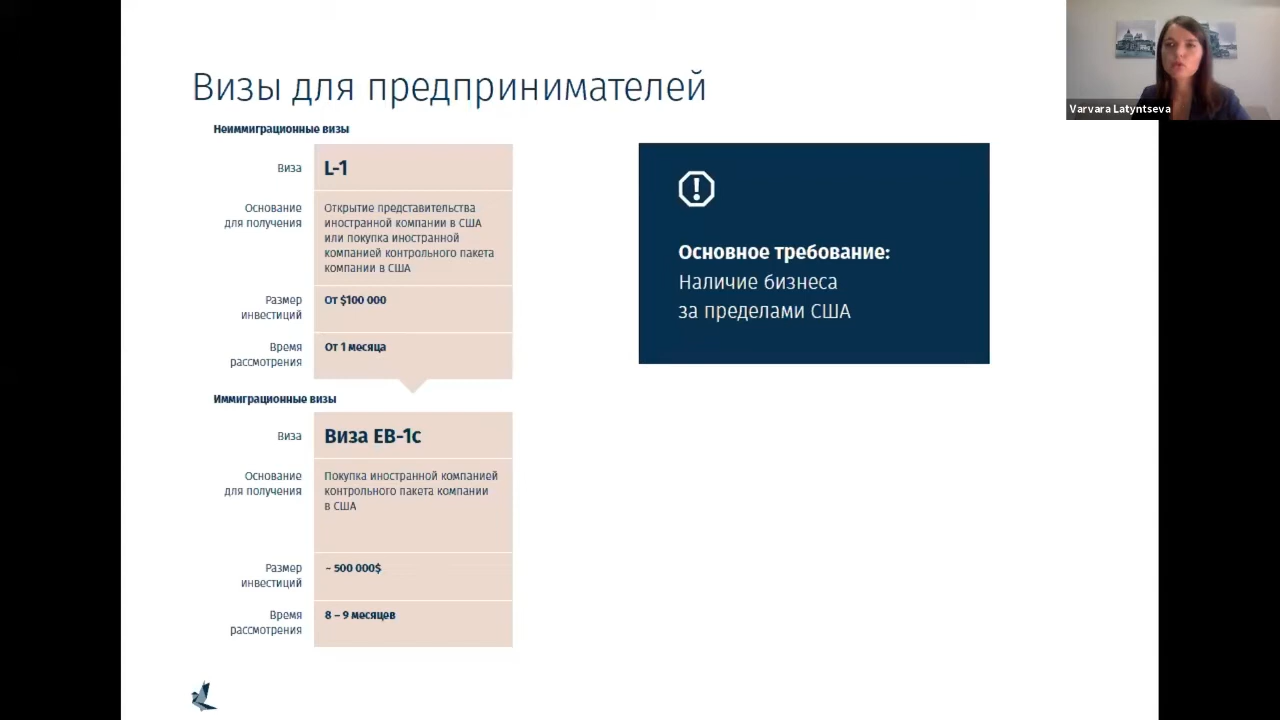 Визы для предпринимателей
Varvara Latyntseva
Неиммиграционные визы
Виза
L-1
Основание
для получения
Открытие представительства
иностранной компании в США
или покупка иностранной
компанией контрольного пакета
компании в США
Размер
инвестиций
От $100 000
Время
рассмотрения
От 1 месяца
Иммиграционные визы
Виза
Виза EB-1c
Основание
для получения
Покупка иностранной компанией
контрольного пакета компании
в США
Размер
инвестиций
~ 500 000$
Время
рассмотрения
8 – 9 месяцев
Основное требование:
Наличие бизнеса
за пределами США